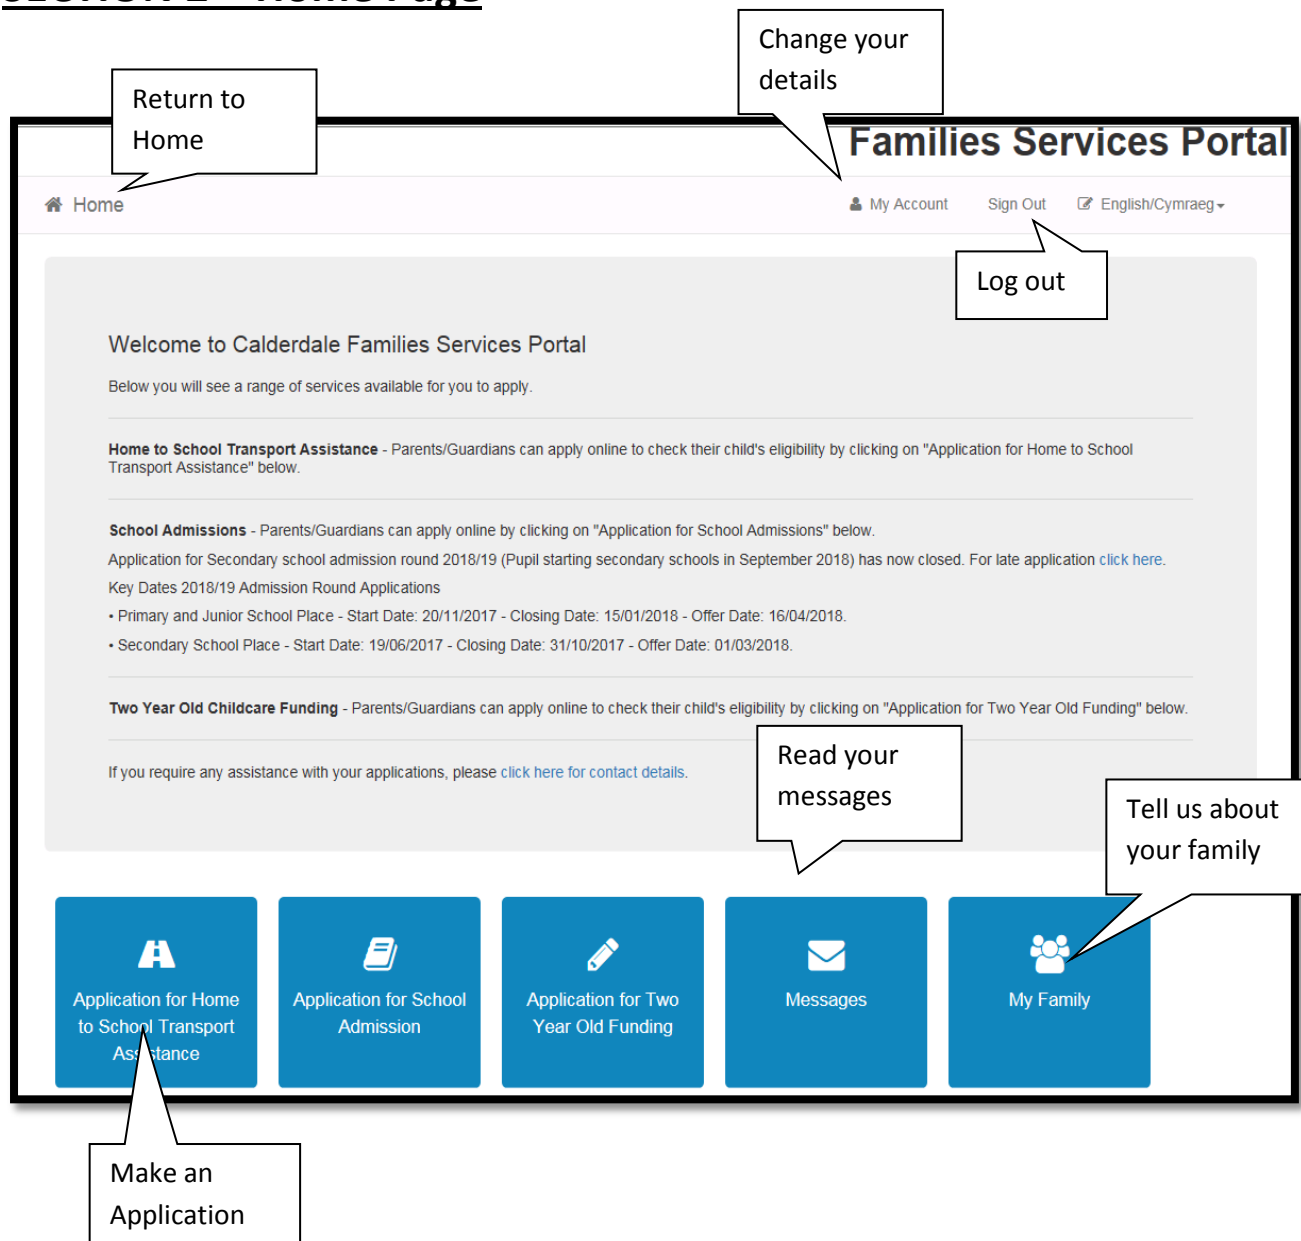 Home Page
Change your
details
Return to
Home
Families Services Portal
Home
My Account
Sign Out
English/Cymraeg
Log out
Welcome to Calderdale Families Services Portal
Below you will see a range of services available for you to apply.
Home to School Transport Assistance - Parents/Guardians can apply online to check their child's eligibility by clicking on "Application for Home to School
Transport Assistance" below.
School Admissions - Parents/Guardians can apply online by clicking on "Application for School Admissions" below.
Application for Secondary school admission round 2018/19 (Pupil starting secondary schools in September 2018) has now closed. For late application click here.
Key Dates 2018/19 Admission Round Applications
• Primary and Junior School Place - Start Date: 20/11/2017 - Closing Date: 15/01/2018 - Offer Date: 16/04/2018.
• Secondary School Place - Start Date: 19/06/2017 - Closing Date: 31/10/2017 - Offer Date: 01/03/2018.
Two Year Old Childcare Funding - Parents/Guardians can apply online to check their child's eligibility by clicking on "Application for Two Year Old Funding" below.
If you require any assistance with your applications, please click here for contact details.
Read your
messages
Tell us about
your family
Application for Home
to School Transport
Assistance
Application for School
Admission
Application for Two
Year Old Funding
Messages
My Family
Make an
Application